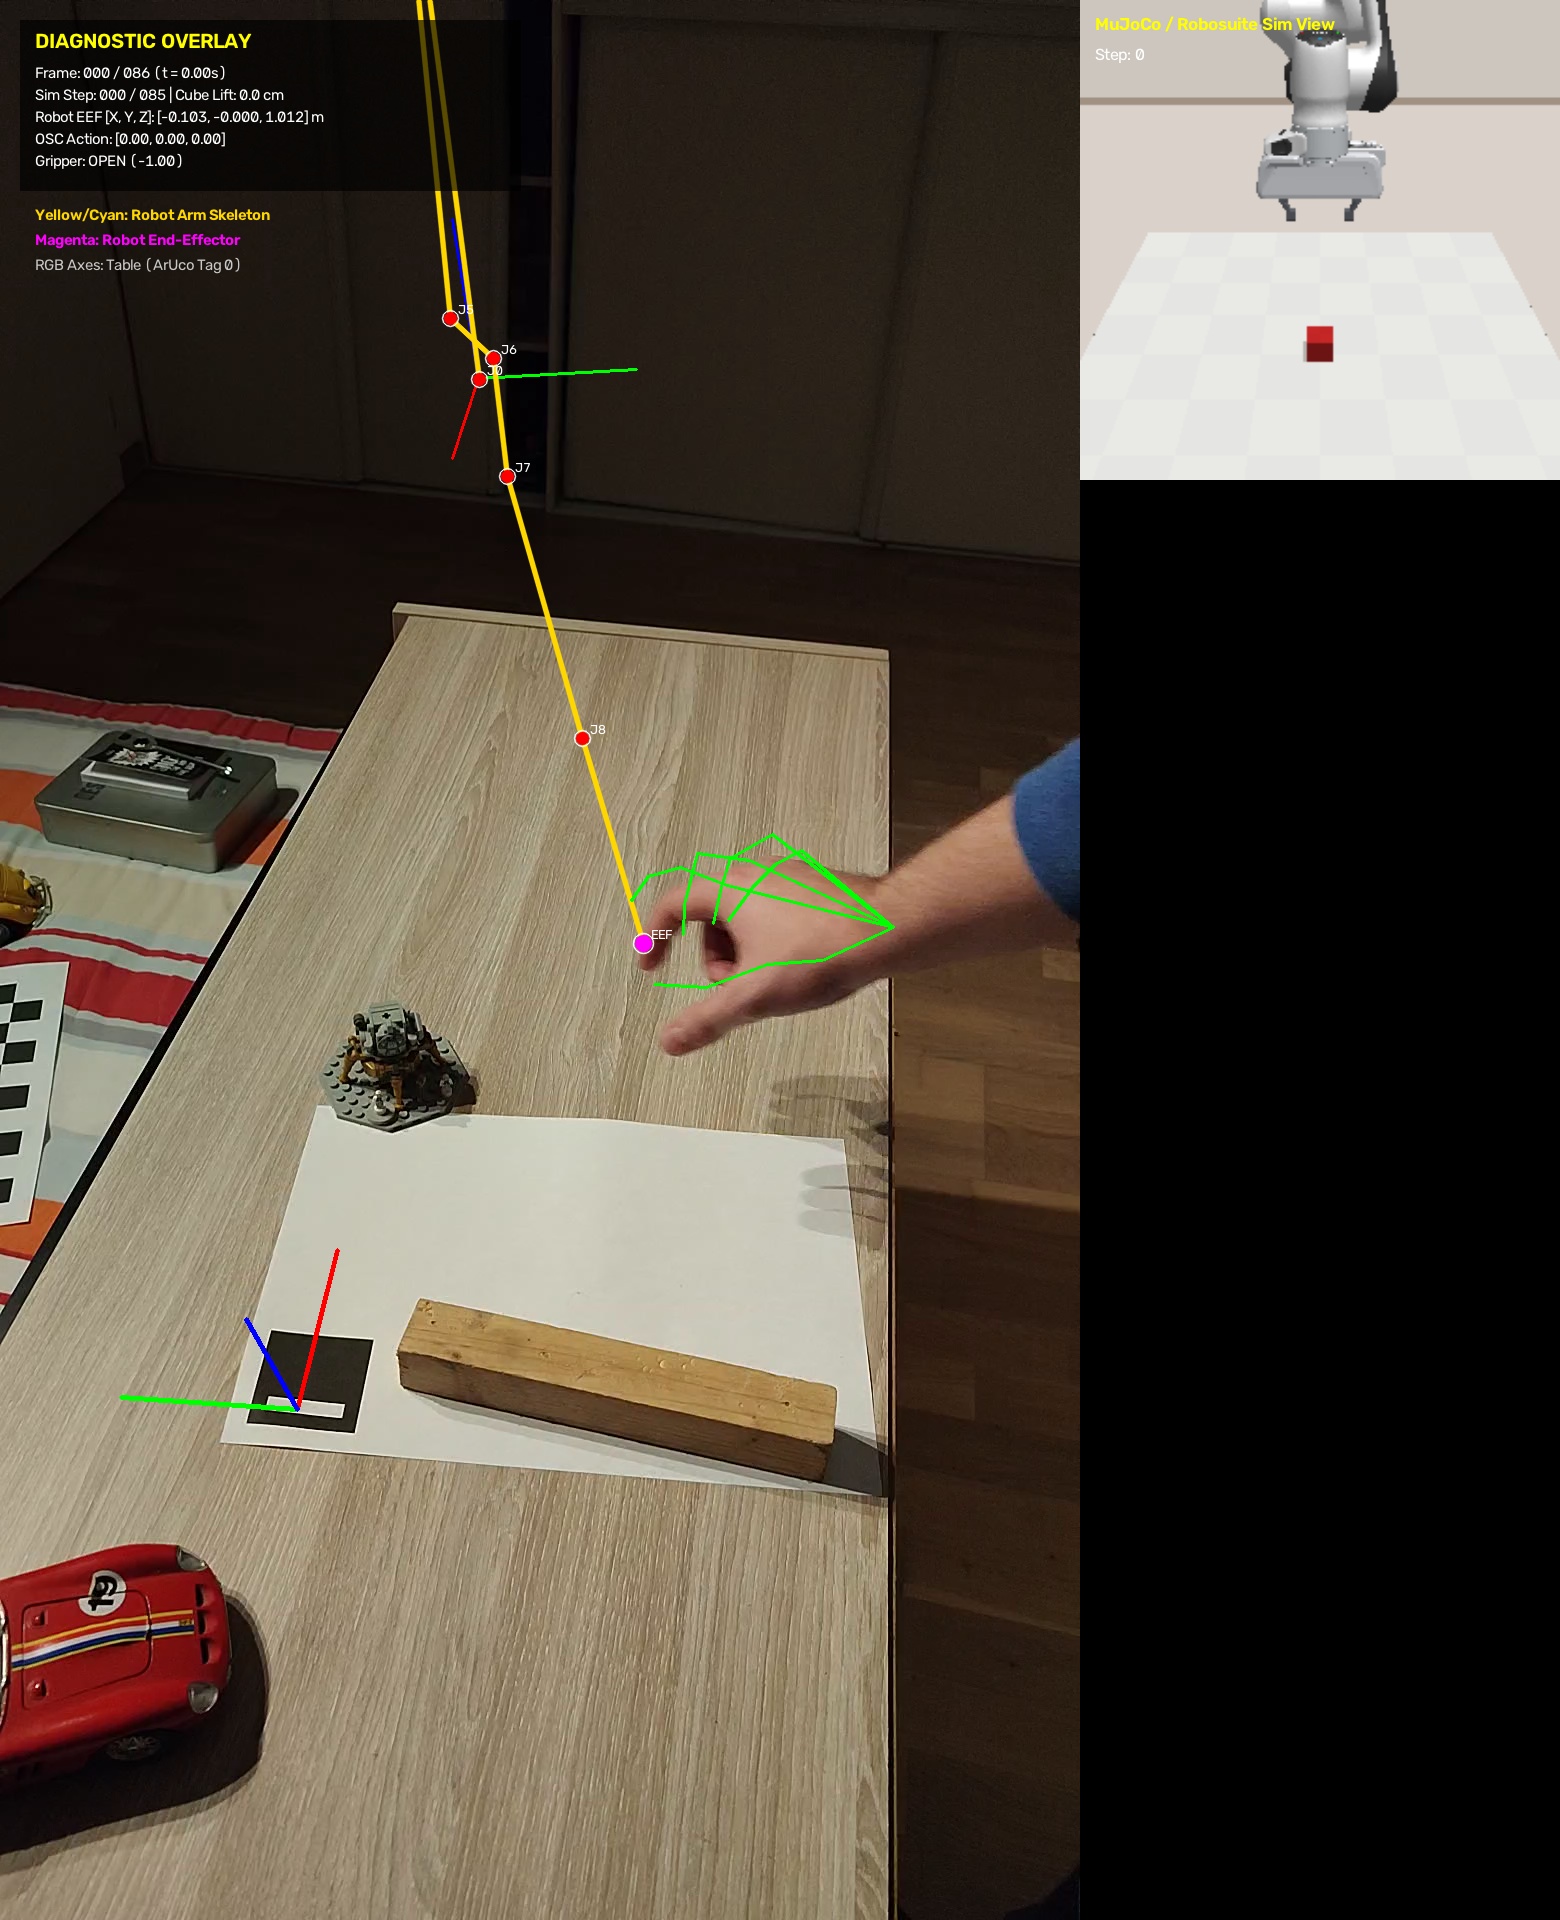 DIAGNOSTIC OVERLAY
Frame: 000 / 086 (t = 0.00s)
Sim Step: 000 / 085 | Cube Lift: 0.0 cm
Robot EEF [X, Y, Z]: [-0.103, -0.000, 1.012] m
OSC Action: [0.00, 0.00, 0.00]
Gripper: OPEN (-1.00)
Yellow/Cyan: Robot Arm Skeleton
Magenta: Robot End-Effector
RGB Axes: Table (ArUco Tag 0)
MuJoCo / Robosuite Sim View
Step: 0
J5
J6
J0
J7
J8
EEF